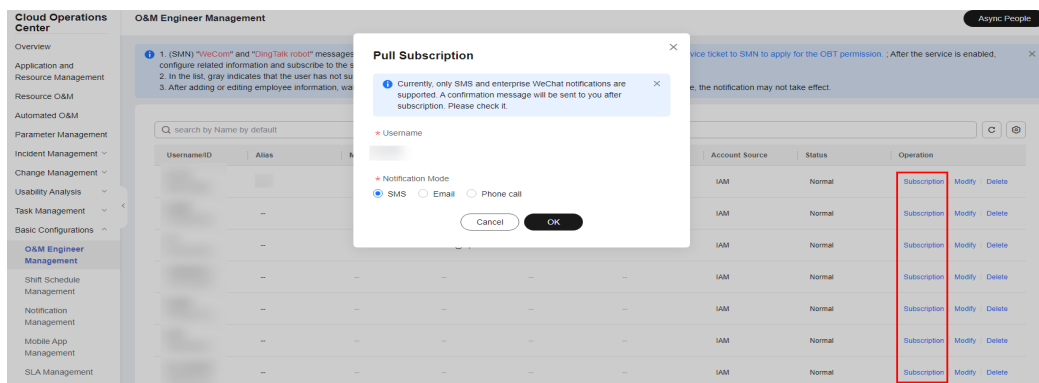 Cloud Operations
Center
Overview
Application and
Resource Management
Resource O&M
Automated O&M
Parameter Management
Incident Management
Change Management
Usability Analysis
Task Management
Basic Configurations
O&M Engineer
Management
Shift Schedule
Management
Notification
Management
Mobile App
Management
SLA Management
O&M Engineer Management
Async People
1. (SMN) "WeCom" and "DingTalk robot" messages
vice ticket to SMN to apply for the OBT permission. ; After the service is enabled,
configure related information and subscribe to the s
2. In the list, gray indicates that the user has not su
3. After adding or editing employee information, wa
e, the notification may not take effect.
search by Name by default
Username/ID Alias Account Source Status Operation
IAM Normal Subscription Modify Delete
-- IAM Normal Subscription Modify Delete
-- IAM Normal Subscription Modify Delete
-- -- -- -- -- IAM Normal Subscription Modify Delete
-- -- -- -- -- IAM Normal Subscription Modify Delete
-- -- -- -- -- IAM Normal Subscription Modify Delete
-- -- -- -- -- IAM Normal Subscription Modify Delete
Pull Subscription
Currently, only SMS and enterprise WeChat notifications are
supported. A confirmation message will be sent to you after
subscription. Please check it.
* Username
* Notification Mode
SMS Email Phone call
Cancel OK